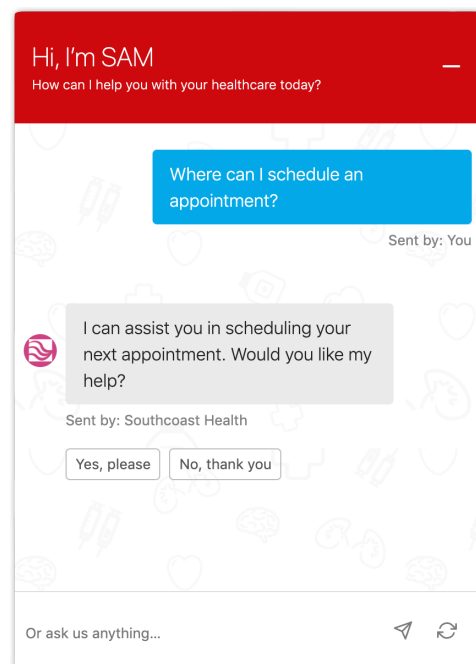 Hi, I'm SAM
How can I help you with your healthcare today?
Where can I schedule an
appointment?
Sent by: You
I can assist you in scheduling your
next appointment. Would you like my
help?
Sent by: Southcoast Health
Yes, please
No, thank you
Or ask us anything...